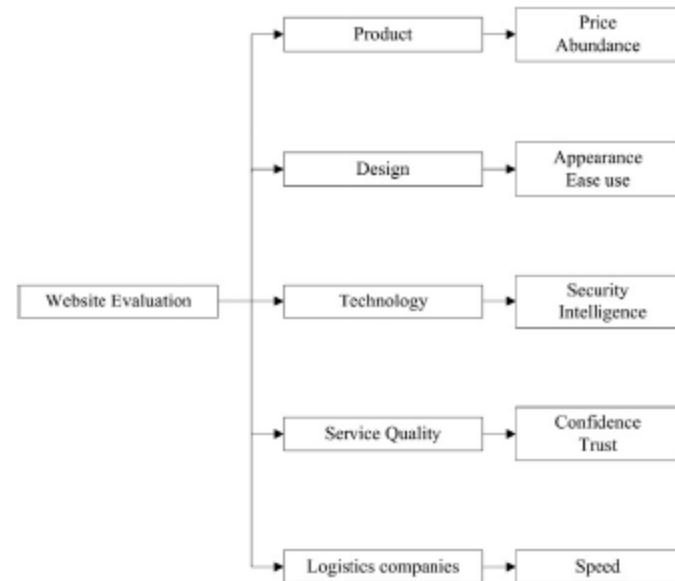 Product
Price
Abundance
Design
Appearance
Ease use
Website Evaluation
Technology
Security
Intelligence
Service Quality
Confidence
Trust
Logistics companies
Speed